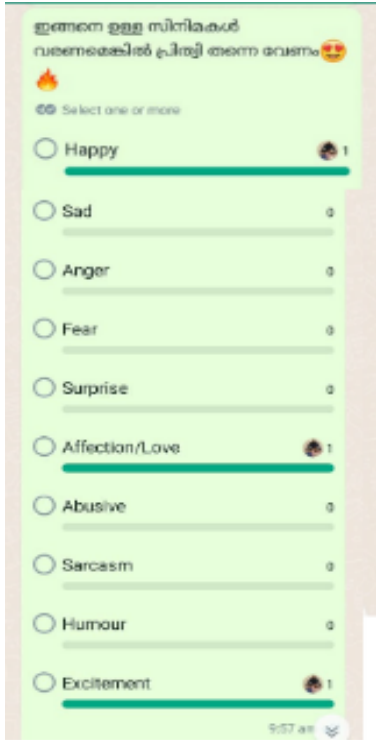 ഇങ്ങനെ ഉള്ള സിനിമകൾ
വരണമെങ്കിൽ പ്രിത്വി തന്നെ വേണം😍
🔥
Select one or more
Happy 1
Sad 0
Anger 0
Fear 0
Surprise 0
Affection/Love 1
Abusive 0
Sarcasm 0
Humour 0
Excitement 1
9:57 am